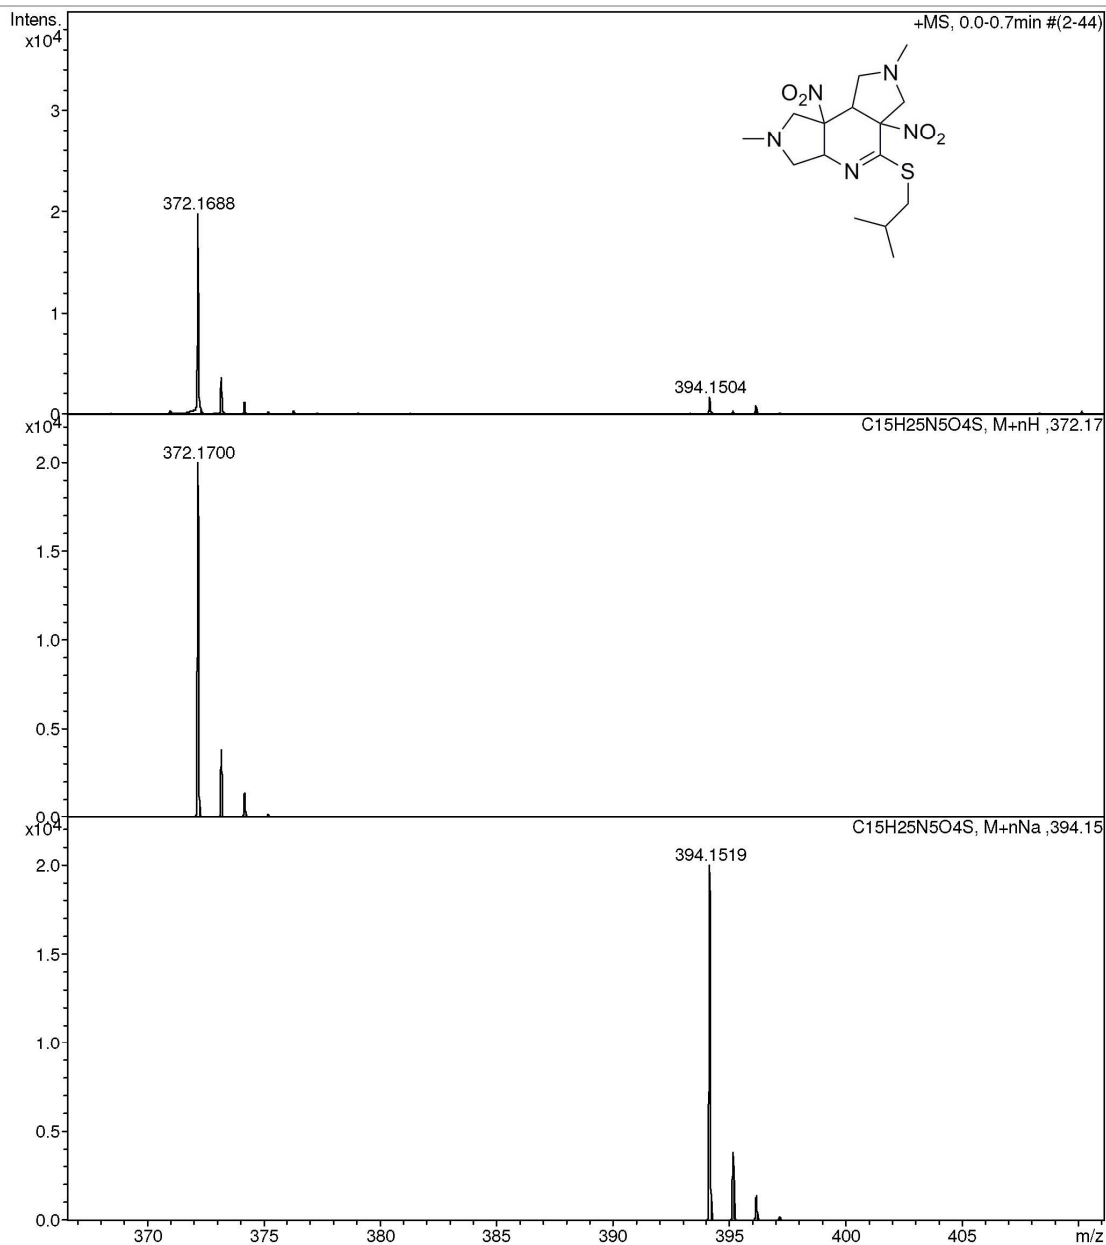 Intens.
x10^4
+MS, 0.0-0.7min #(2-44)
N
O2N
NO2
N
N
S
3
372.1688
2
1
394.1504
0
x10^4
C15H25N5O4S, M+nH ,372.17
372.1700
2.0
1.5
1.0
0.5
0.0
x10^4
C15H25N5O4S, M+nNa ,394.15
394.1519
2.0
1.5
1.0
0.5
0.0
370 375 380 385 390 395 400 405 m/z